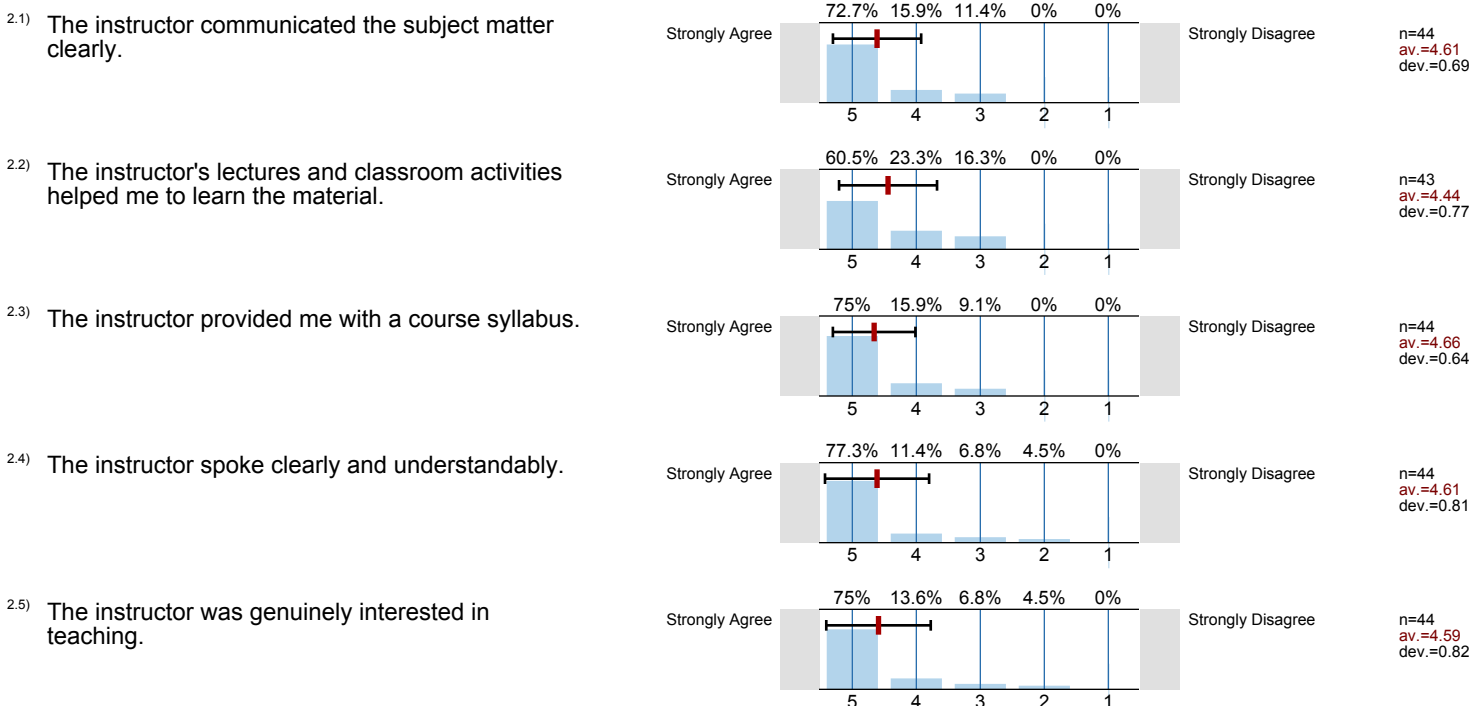 72.7% 15.9% 11.4% 0% 0%
2.1) The instructor communicated the subject matter
clearly.
Strongly Agree
Strongly Disagree
n=44
av.=4.61
dev.=0.69
5 4 3 2 1
60.5% 23.3% 16.3% 0% 0%
2.2) The instructor's lectures and classroom activities
helped me to learn the material.
Strongly Agree
Strongly Disagree
n=43
av.=4.44
dev.=0.77
5 4 3 2 1
75% 15.9% 9.1% 0% 0%
2.3) The instructor provided me with a course syllabus.
Strongly Agree
Strongly Disagree
n=44
av.=4.66
dev.=0.64
5 4 3 2 1
77.3% 11.4% 6.8% 4.5% 0%
2.4) The instructor spoke clearly and understandably.
Strongly Agree
Strongly Disagree
n=44
av.=4.61
dev.=0.81
5 4 3 2 1
75% 13.6% 6.8% 4.5% 0%
2.5) The instructor was genuinely interested in
teaching.
Strongly Agree
Strongly Disagree
n=44
av.=4.59
dev.=0.82
5 4 3 2 1